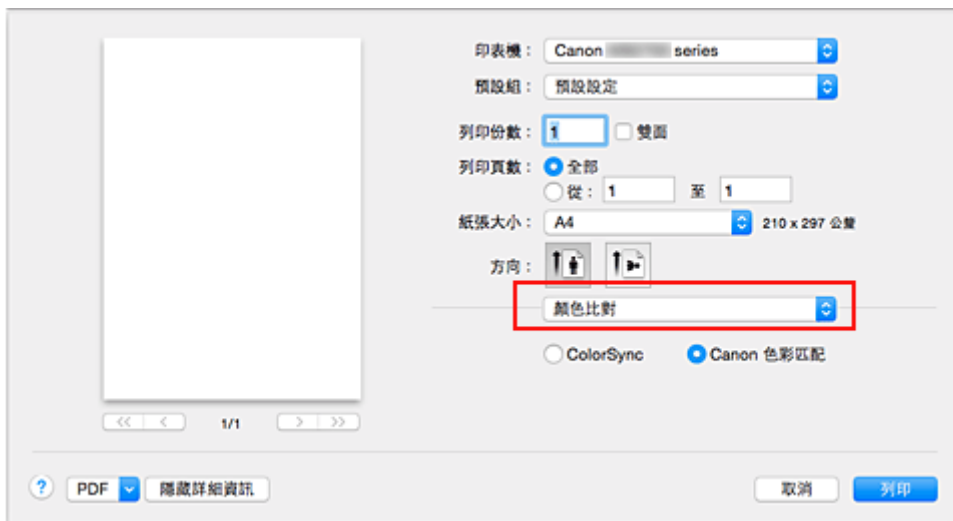 印表機： Canon series
預設組： 預設設定
列印份數： 1 雙面
列印頁數： 全部
從： 1 至 1
紙張大小： A4 210 x 297 公釐
方向：
顏色比對
ColorSync Canon 色彩匹配
1/1
? PDF 隱藏詳細資訊 取消 列印